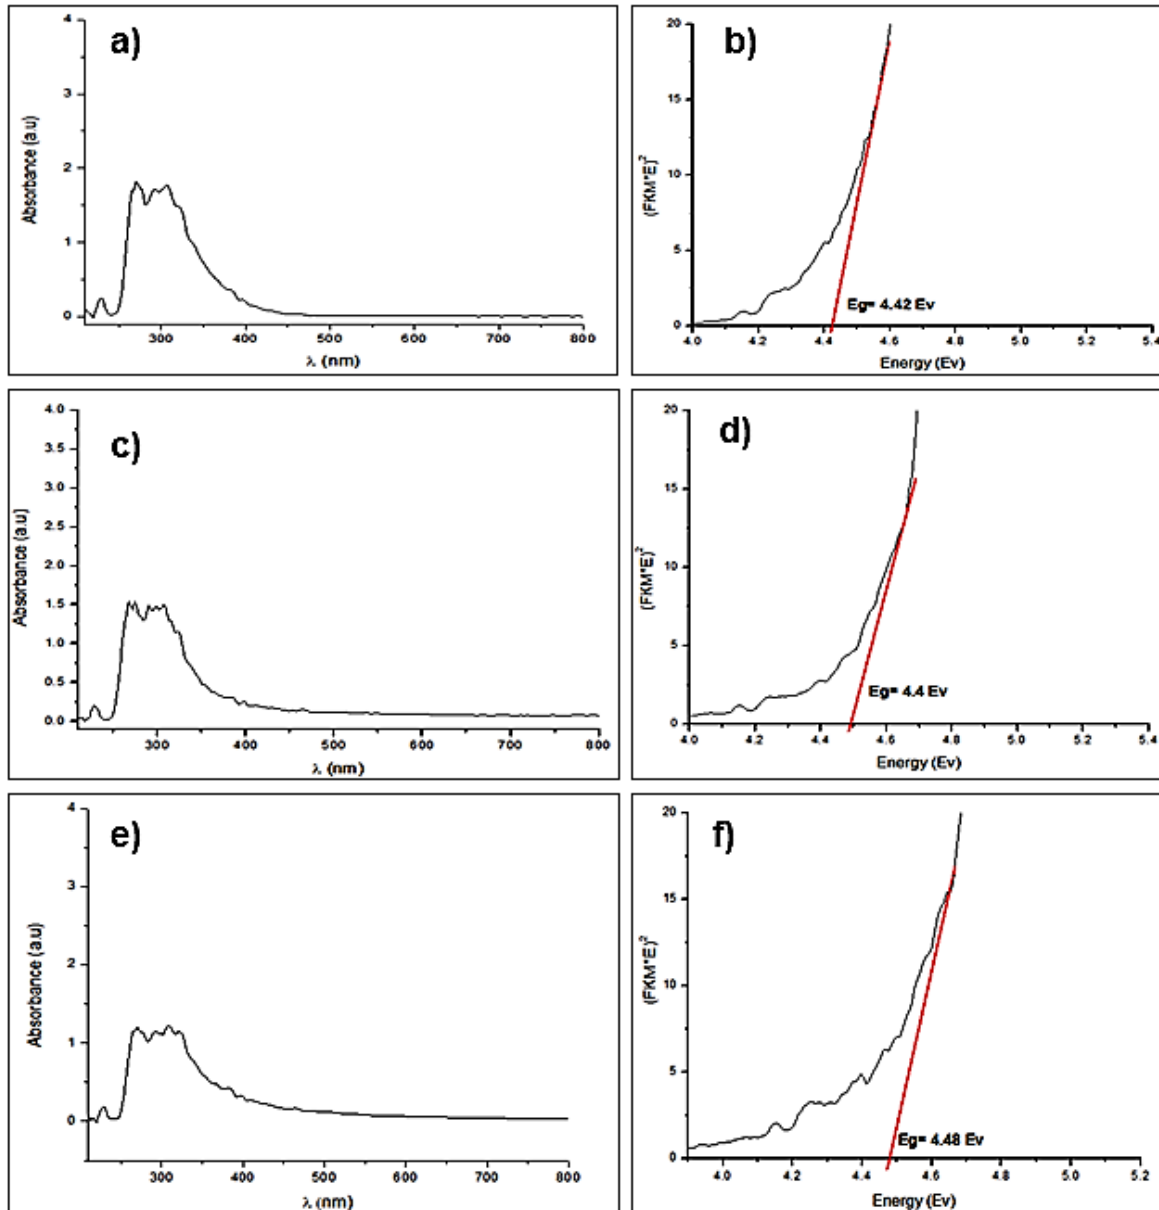 a)
4
3
2
1
0
Absorbance (a.u)
300 400 500 600 700 800
λ (nm)
b)
20
15
10
5
0
(FKM*E)²
Eg= 4.42 Ev
4.0 4.2 4.4 4.6 4.8 5.0 5.2 5.4
Energy (Ev)
c)
4.0
3.5
3.0
2.5
2.0
1.5
1.0
0.5
0.0
Absorbance (a.u)
300 400 500 600 700 800
λ (nm)
d)
20
15
10
5
0
(FKM*E)²
Eg= 4.4 Ev
4.0 4.2 4.4 4.6 4.8 5.0 5.2 5.4
Energy (Ev)
e)
4
3
2
1
0
Absorbance (a.u)
300 400 500 600 700 800
λ (nm)
f)
20
15
10
5
0
(FKM*E)²
Eg= 4.48 Ev
4.0 4.2 4.4 4.6 4.8 5.0 5.2
Energy (Ev)